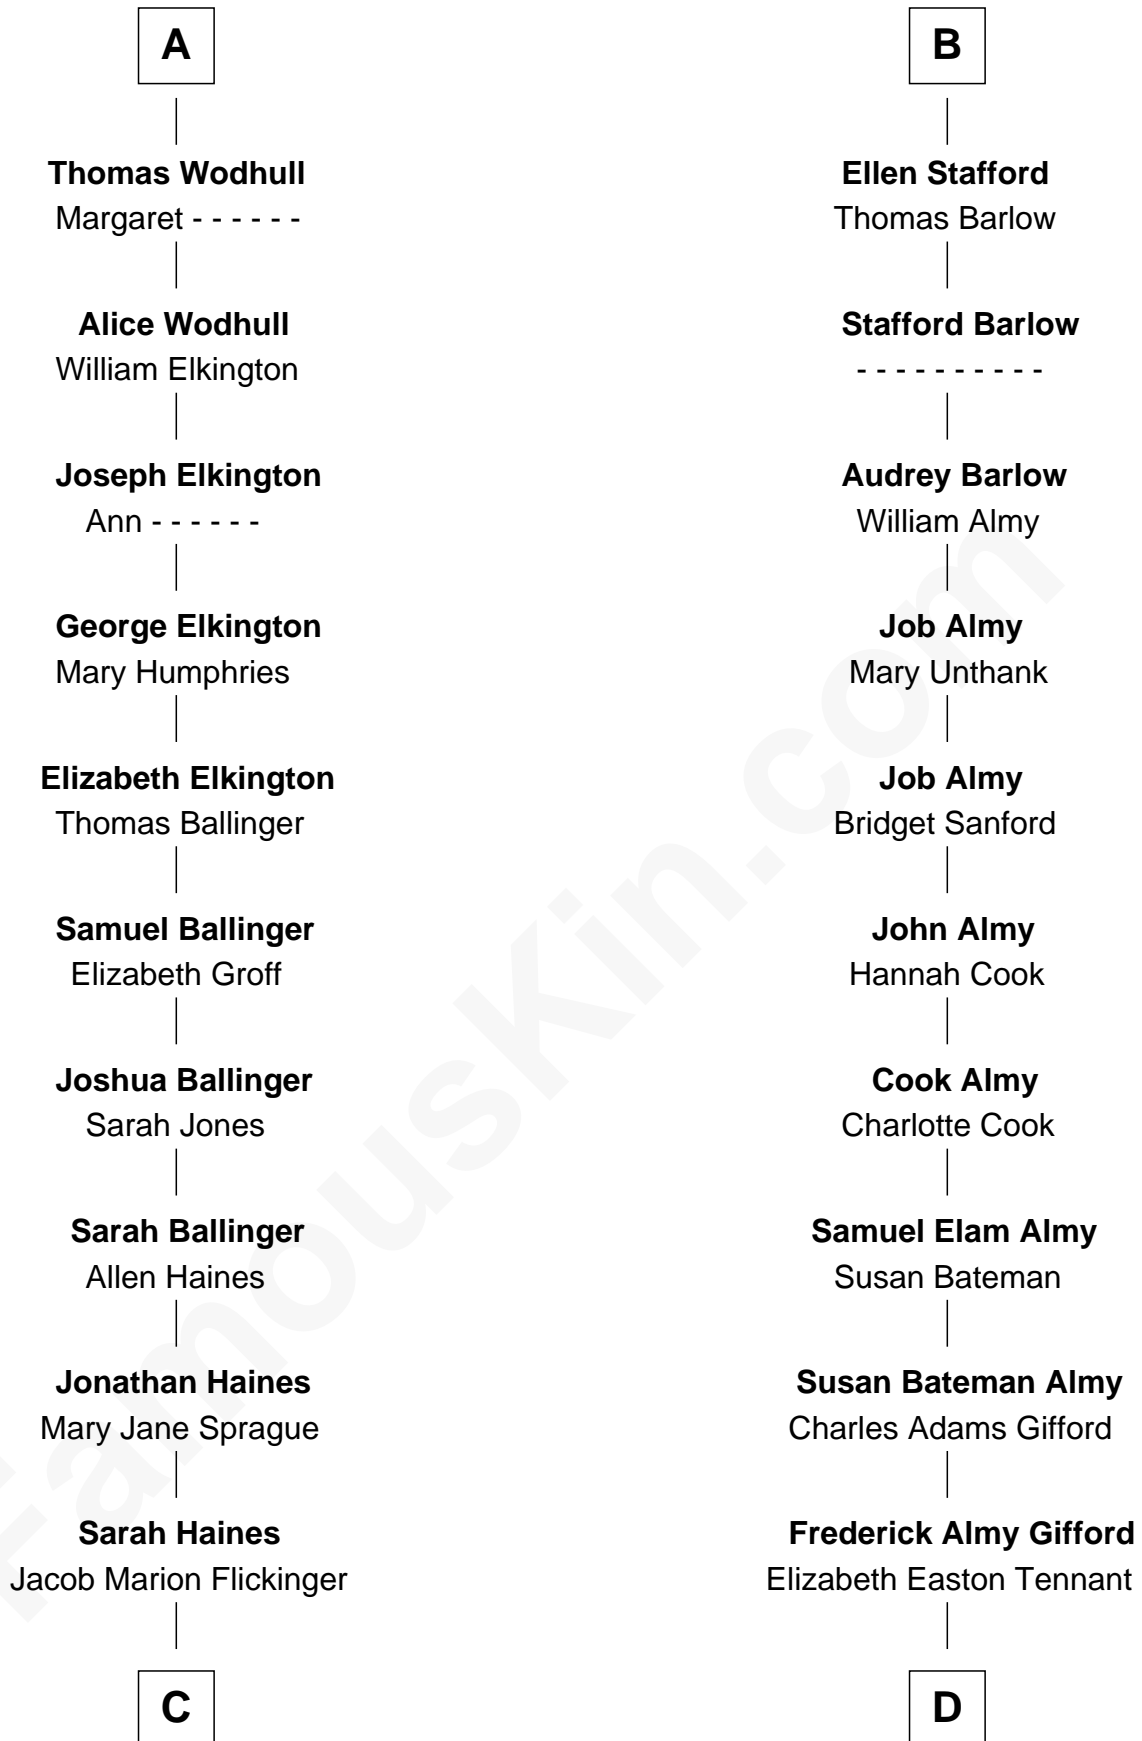 A
Thomas Wodhull
Margaret - - - - - -
Alice Wodhull
William Elkington
Joseph Elkington
Ann - - - - - -
George Elkington
Mary Humphries
Elizabeth Elkington
Thomas Ballinger
Samuel Ballinger
Elizabeth Groff
Joshua Ballinger
Sarah Jones
Sarah Ballinger
Allen Haines
Jonathan Haines
Mary Jane Sprague
Sarah Haines
Jacob Marion Flickinger
C
B
Ellen Stafford
Thomas Barlow
Stafford Barlow
- - - - - - - - - -
Audrey Barlow
William Almy
Job Almy
Mary Unthank
Job Almy
Bridget Sanford
John Almy
Hannah Cook
Cook Almy
Charlotte Cook
Samuel Elam Almy
Susan Bateman
Susan Bateman Almy
Charles Adams Gifford
Frederick Almy Gifford
Elizabeth Easton Tennant
D
FamousKin.com